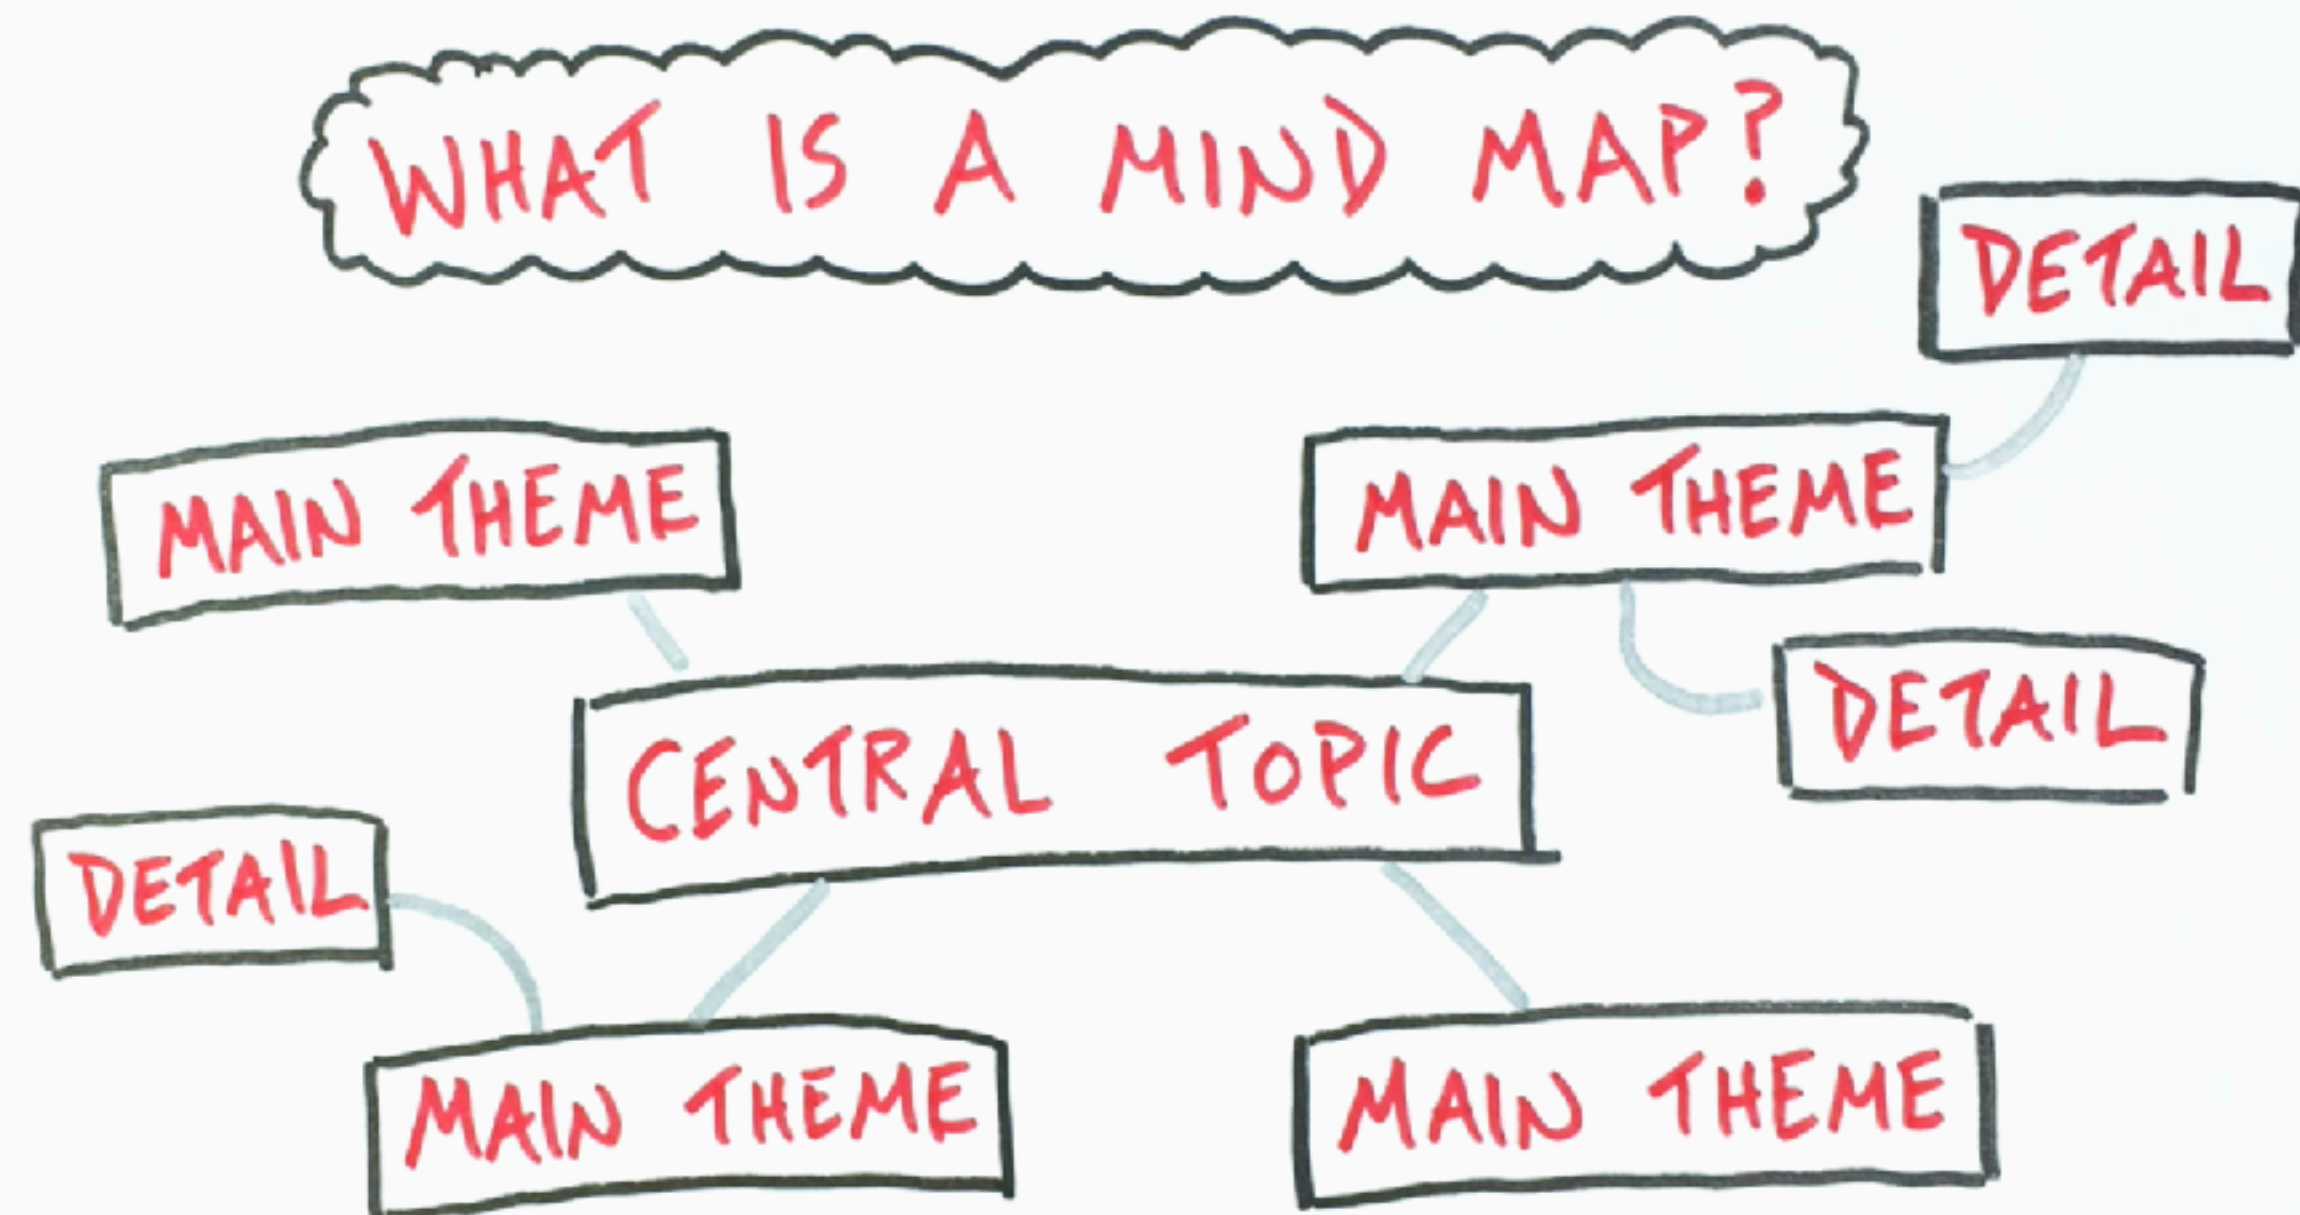 WHAT IS A MIND MAP?
DETAIL
MAIN THEME
MAIN THEME
DETAIL
CENTRAL TOPIC
DETAIL
MAIN THEME
MAIN THEME